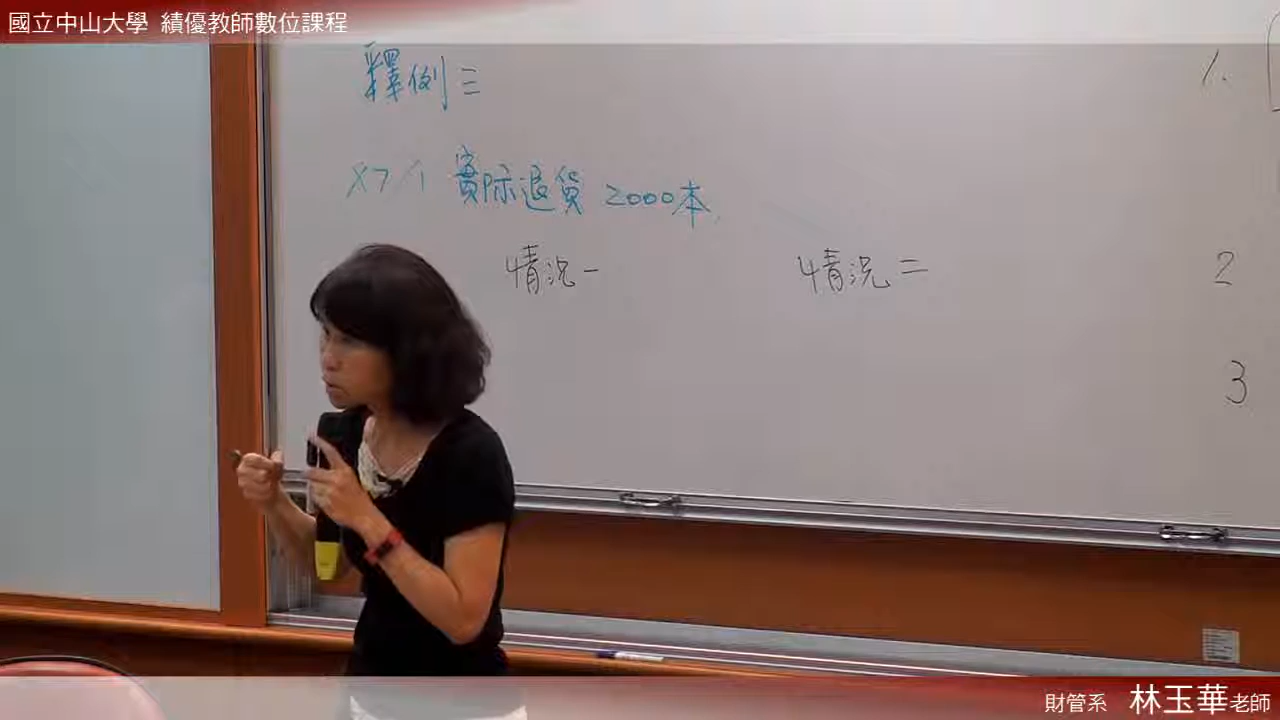 國立中山大學 績優教師數位課程
釋例三
X7/1 實際退貨 2000本
情況一
情況二
1.
2
3
財管系 林玉華老師